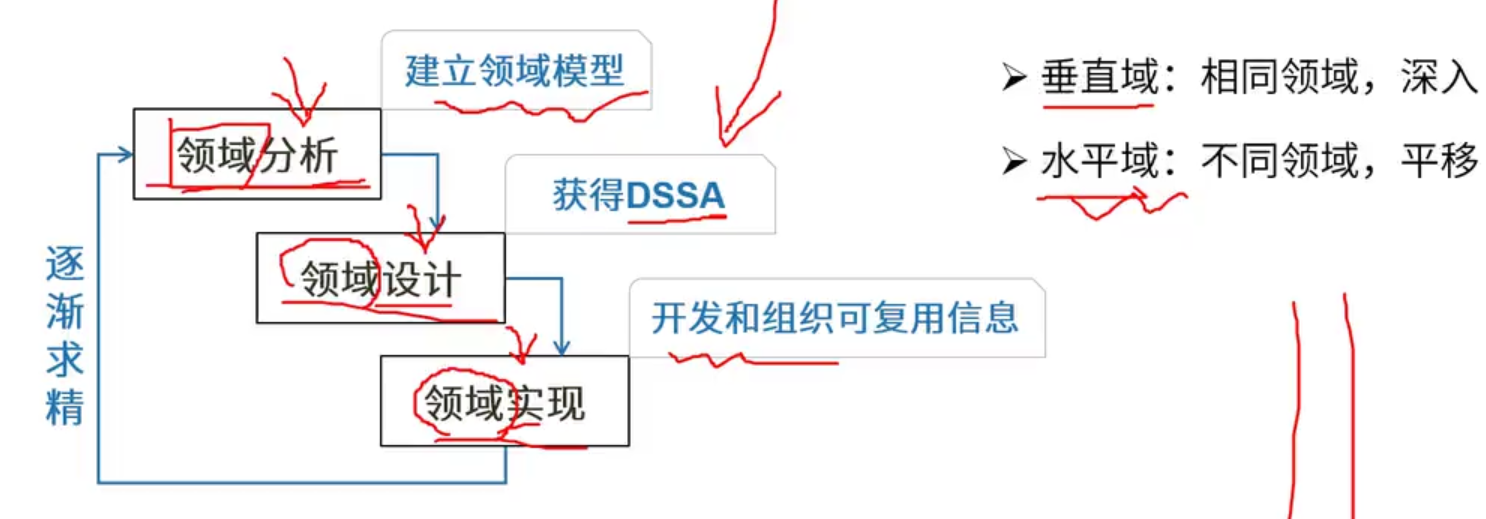 建立领域模型
领域分析
获得DSSA
领域设计
开发和组织可复用信息
领域实现
逐渐求精
➢ 垂直域：相同领域，深入
➢ 水平域：不同领域，平移